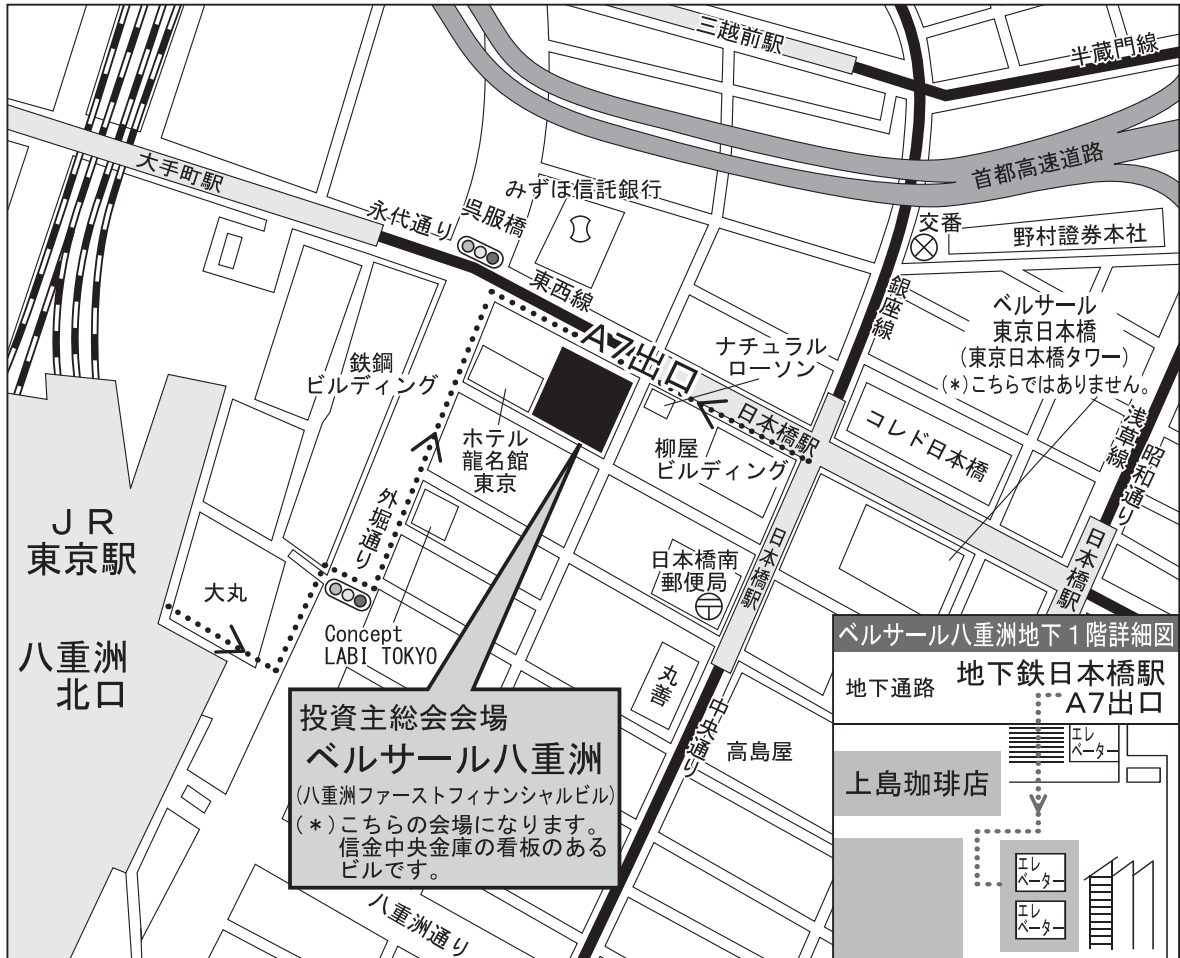 三越前駅
半蔵門線
首都高速道路
大手町駅
みずほ信託銀行
永代通り
呉服橋
東西線
交番
野村證券本社
銀座線
ベルサール
東京日本橋
(東京日本橋タワー)
(*)こちらではありません。
A7出口
ナチュラル
ローソン
鉄鋼
ビルディング
日本橋駅
コレド日本橋
浅草線
昭和通り
ホテル
龍名館
東京
柳屋
ビルディング
外堀通り
JR
東京駅
八重洲
北口
大丸
日本橋南
郵便局
日本橋駅
日本橋駅
Concept
LABI TOKYO
丸善
中央通り
高島屋
投資主総会会場
ベルサール八重洲
(八重洲ファーストフィナンシャルビル)
(*)こちらの会場になります。
信金中央金庫の看板のある
ビルです。
八重洲通り
ベルサール八重洲地下1階詳細図
地下通路
地下鉄日本橋駅
A7出口
エレ
ベーター
上島珈琲店
エレ
ベーター
エレ
ベーター